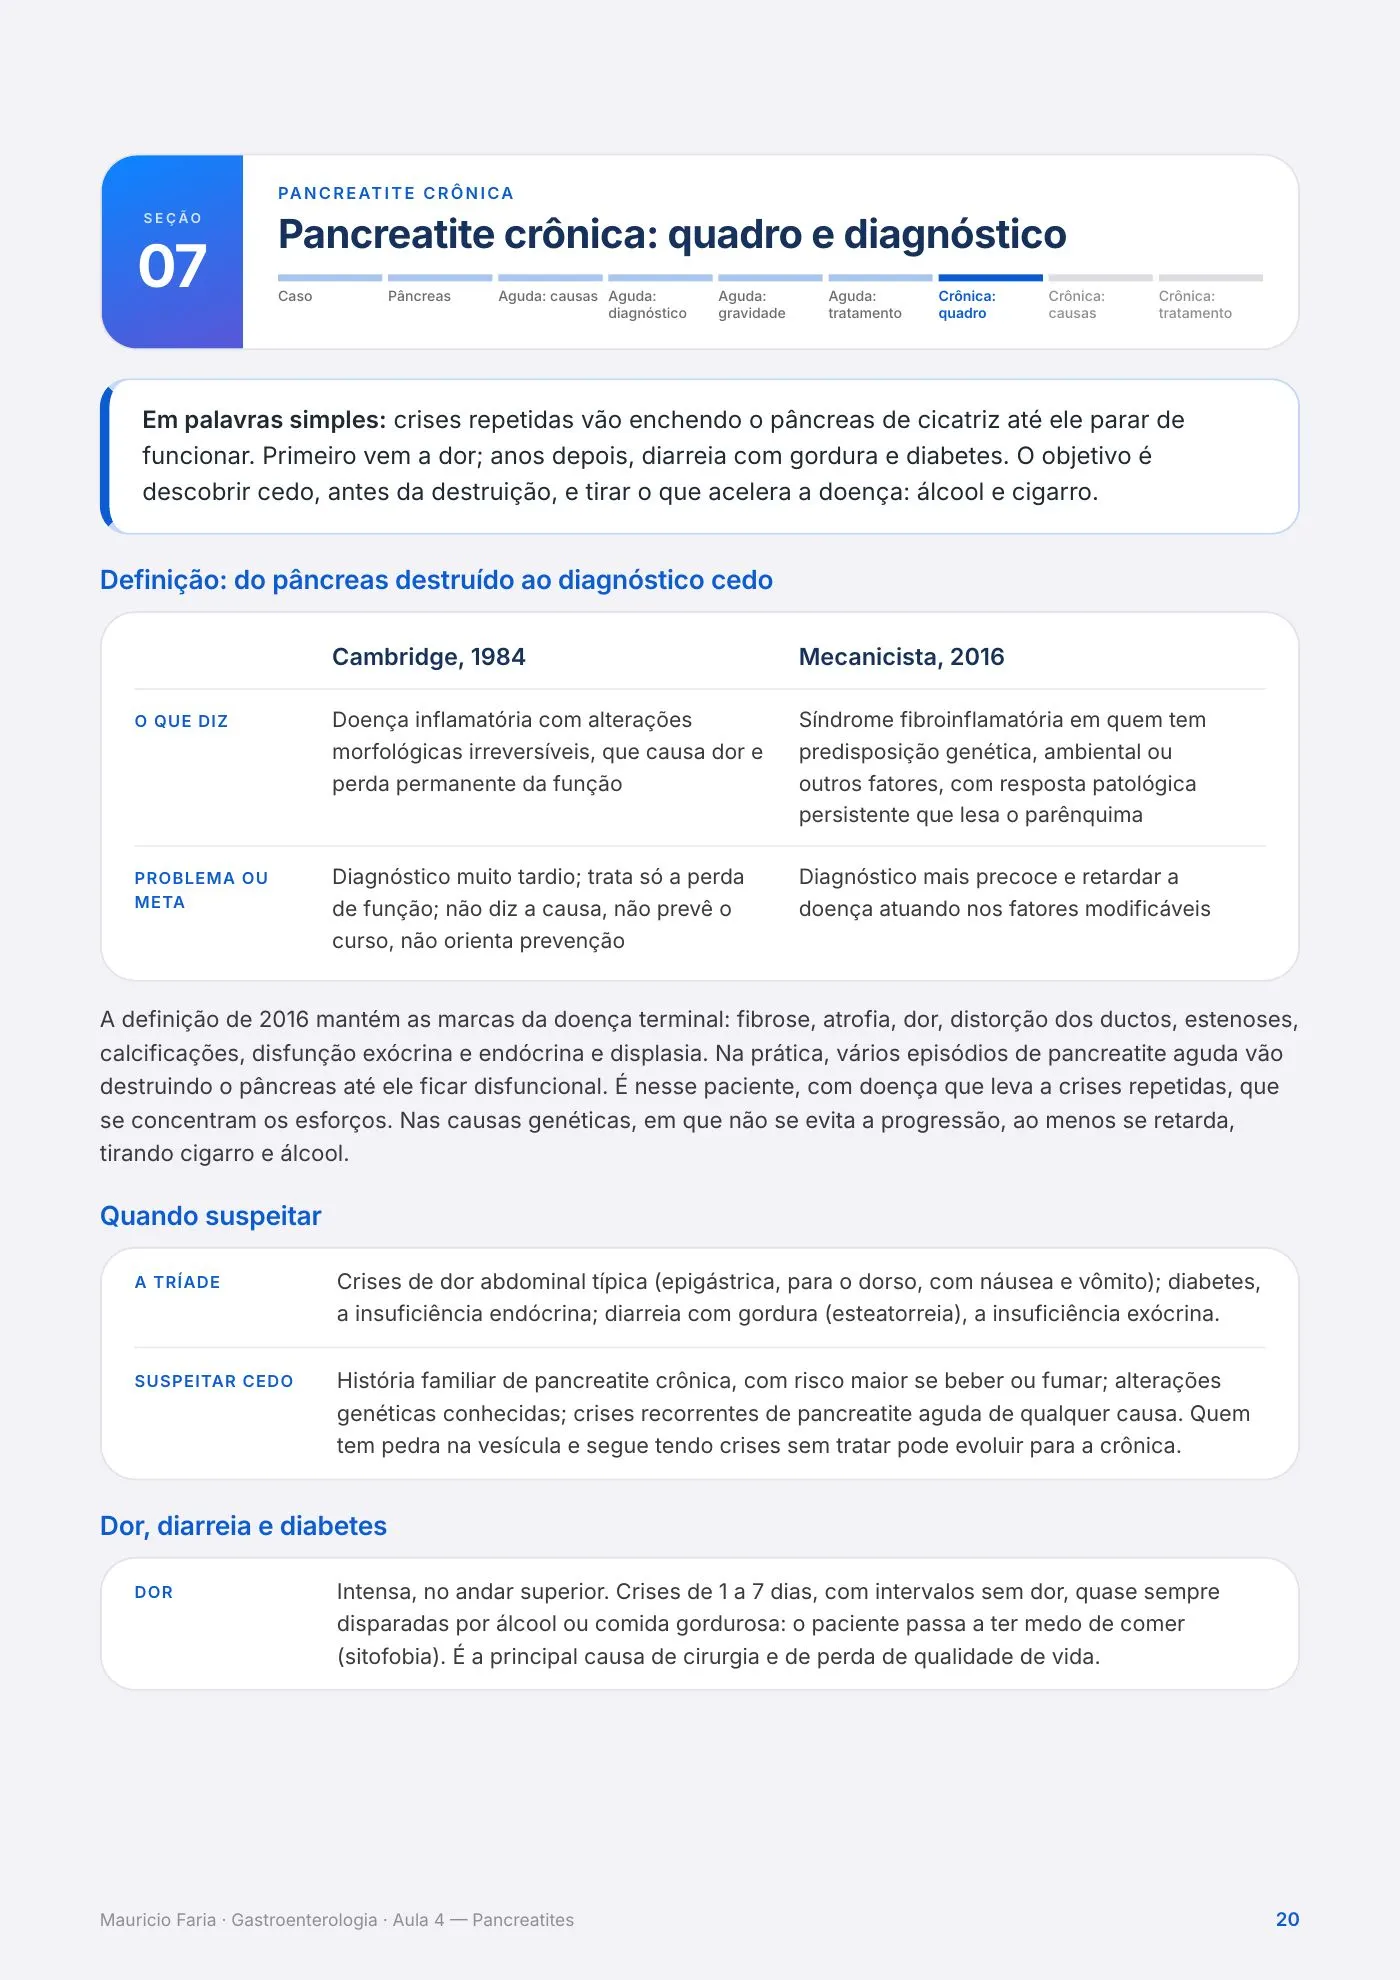 SEÇÃO
07
PANCREATITE CRÔNICA
Pancreatite crônica: quadro e diagnóstico
Caso
Pâncreas
Aguda: causas
Aguda:
diagnóstico
Aguda:
gravidade
Aguda:
tratamento
Crônica:
quadro
Crônica:
causas
Crônica:
tratamento
Em palavras simples: crises repetidas vão enchendo o pâncreas de cicatriz até ele parar de
funcionar. Primeiro vem a dor; anos depois, diarreia com gordura e diabetes. O objetivo é
descobrir cedo, antes da destruição, e tirar o que acelera a doença: álcool e cigarro.
Definição: do pâncreas destruído ao diagnóstico cedo
Cambridge, 1984
Mecanicista, 2016
O QUE DIZ
Doença inflamatória com alterações
morfológicas irreversíveis, que causa dor e
perda permanente da função
Síndrome fibroinflamatória em quem tem
predisposição genética, ambiental ou
outros fatores, com resposta patológica
persistente que lesa o parênquima
PROBLEMA OU
META
Diagnóstico muito tardio; trata só a perda
de função; não diz a causa, não prevê o
curso, não orienta prevenção
Diagnóstico mais precoce e retardar a
doença atuando nos fatores modificáveis
A definição de 2016 mantém as marcas da doença terminal: fibrose, atrofia, dor, distorção dos ductos, estenoses,
calcificações, disfunção exócrina e endócrina e displasia. Na prática, vários episódios de pancreatite aguda vão
destruindo o pâncreas até ele ficar disfuncional. É nesse paciente, com doença que leva a crises repetidas, que
se concentram os esforços. Nas causas genéticas, em que não se evita a progressão, ao menos se retarda,
tirando cigarro e álcool.
Quando suspeitar
A TRÍADE
Crises de dor abdominal típica (epigástrica, para o dorso, com náusea e vômito); diabetes,
a insuficiência endócrina; diarreia com gordura (esteatorreia), a insuficiência exócrina.
SUSPEITAR CEDO
História familiar de pancreatite crônica, com risco maior se beber ou fumar; alterações
genéticas conhecidas; crises recorrentes de pancreatite aguda de qualquer causa. Quem
tem pedra na vesícula e segue tendo crises sem tratar pode evoluir para a crônica.
Dor, diarreia e diabetes
DOR
Intensa, no andar superior. Crises de 1 a 7 dias, com intervalos sem dor, quase sempre
disparadas por álcool ou comida gordurosa: o paciente passa a ter medo de comer
(sitofobia). É a principal causa de cirurgia e de perda de qualidade de vida.
Mauricio Faria · Gastroenterologia · Aula 4 — Pancreatites
20